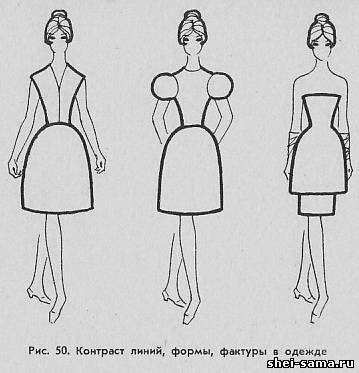 Рис. 50. Контраст линий, формы, фактуры в одежде
shei-sama.ru